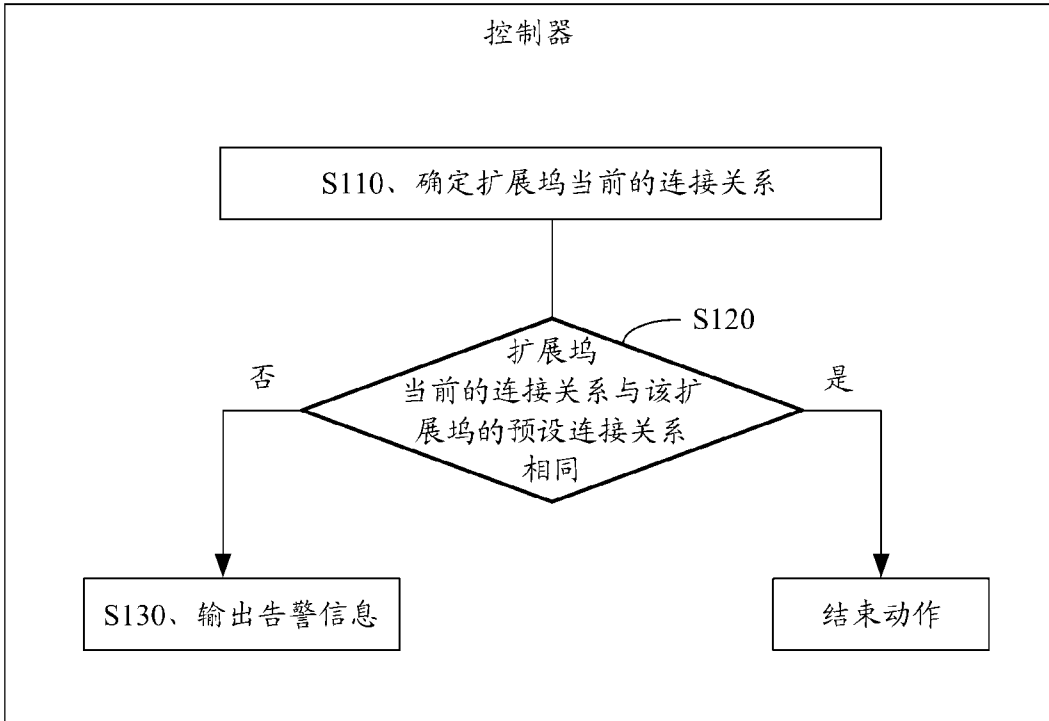 控制器
S110、确定扩展坞当前的连接关系
S120
扩展坞
当前的连接关系与该扩
展坞的预设连接关系
相同
否
是
S130、输出告警信息
结束动作